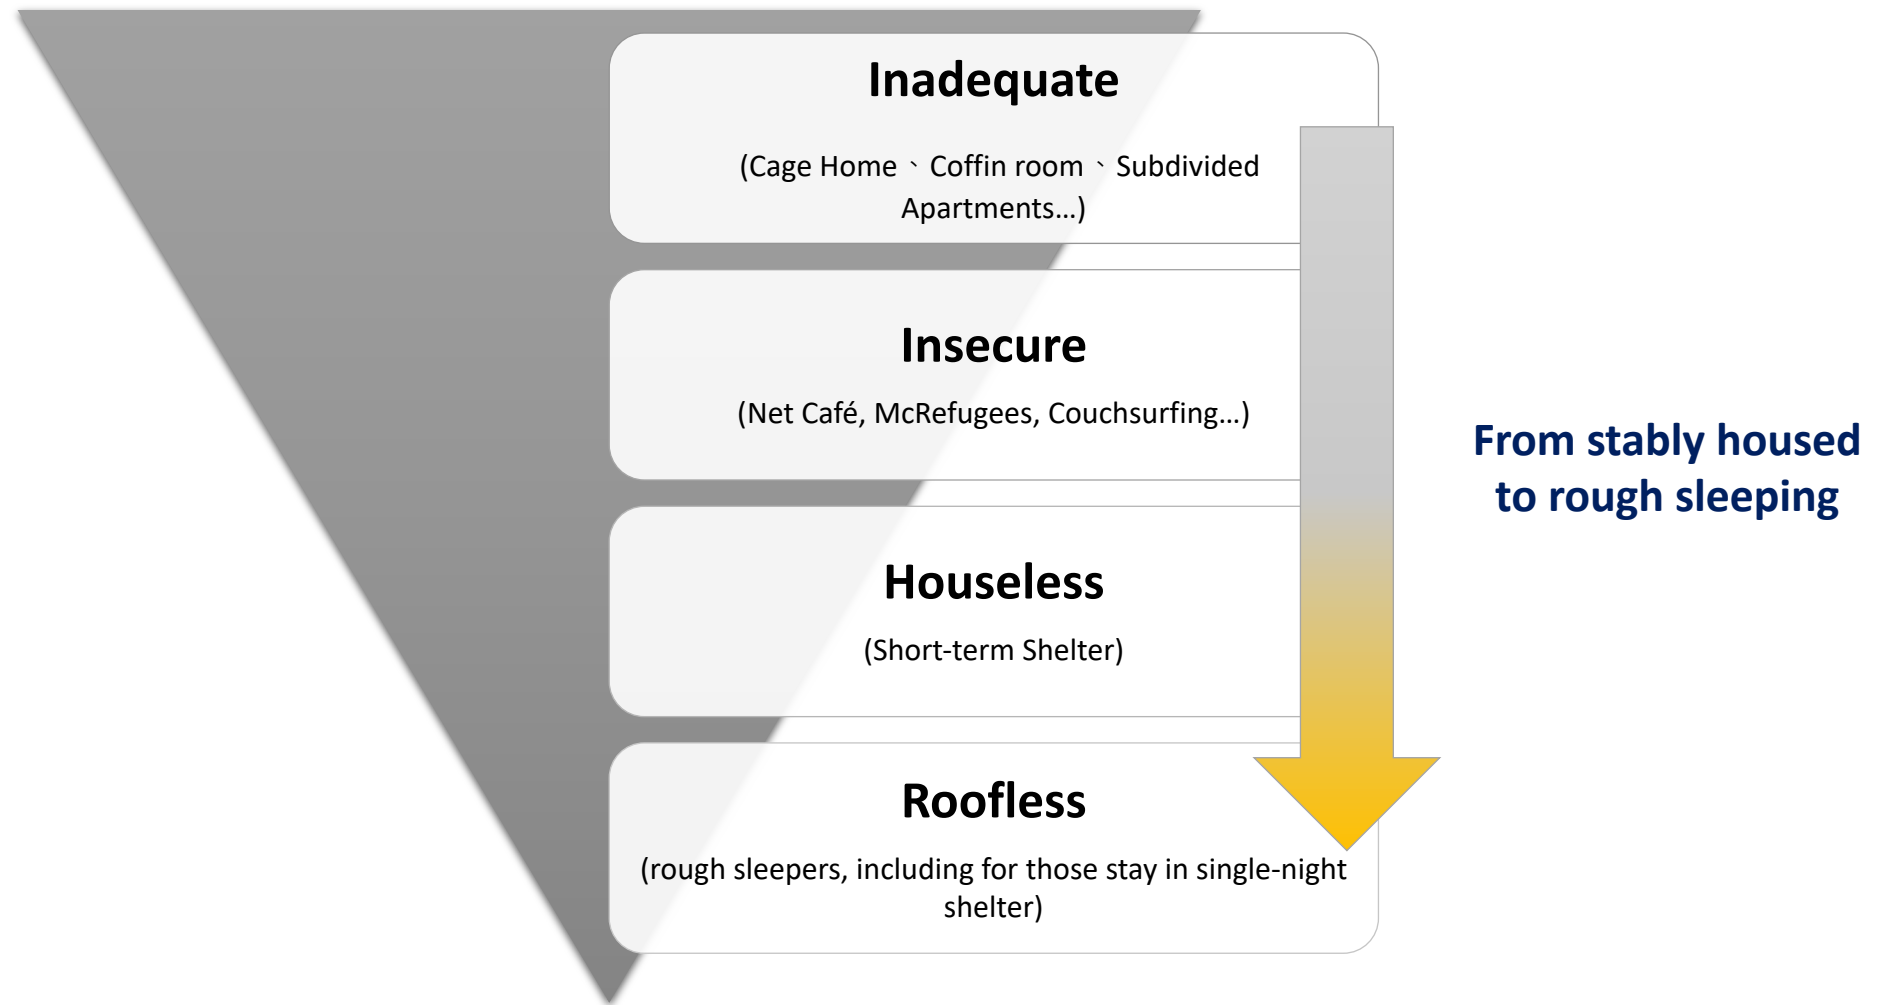 Inadequate
(Cage Home、Coffin room、Subdivided
Apartments...)
Insecure
(Net Café, McRefugees, Couchsurfing...)
Houseless
(Short-term Shelter)
Roofless
(rough sleepers, including for those stay in single-night
shelter)
From stably housed
to rough sleeping